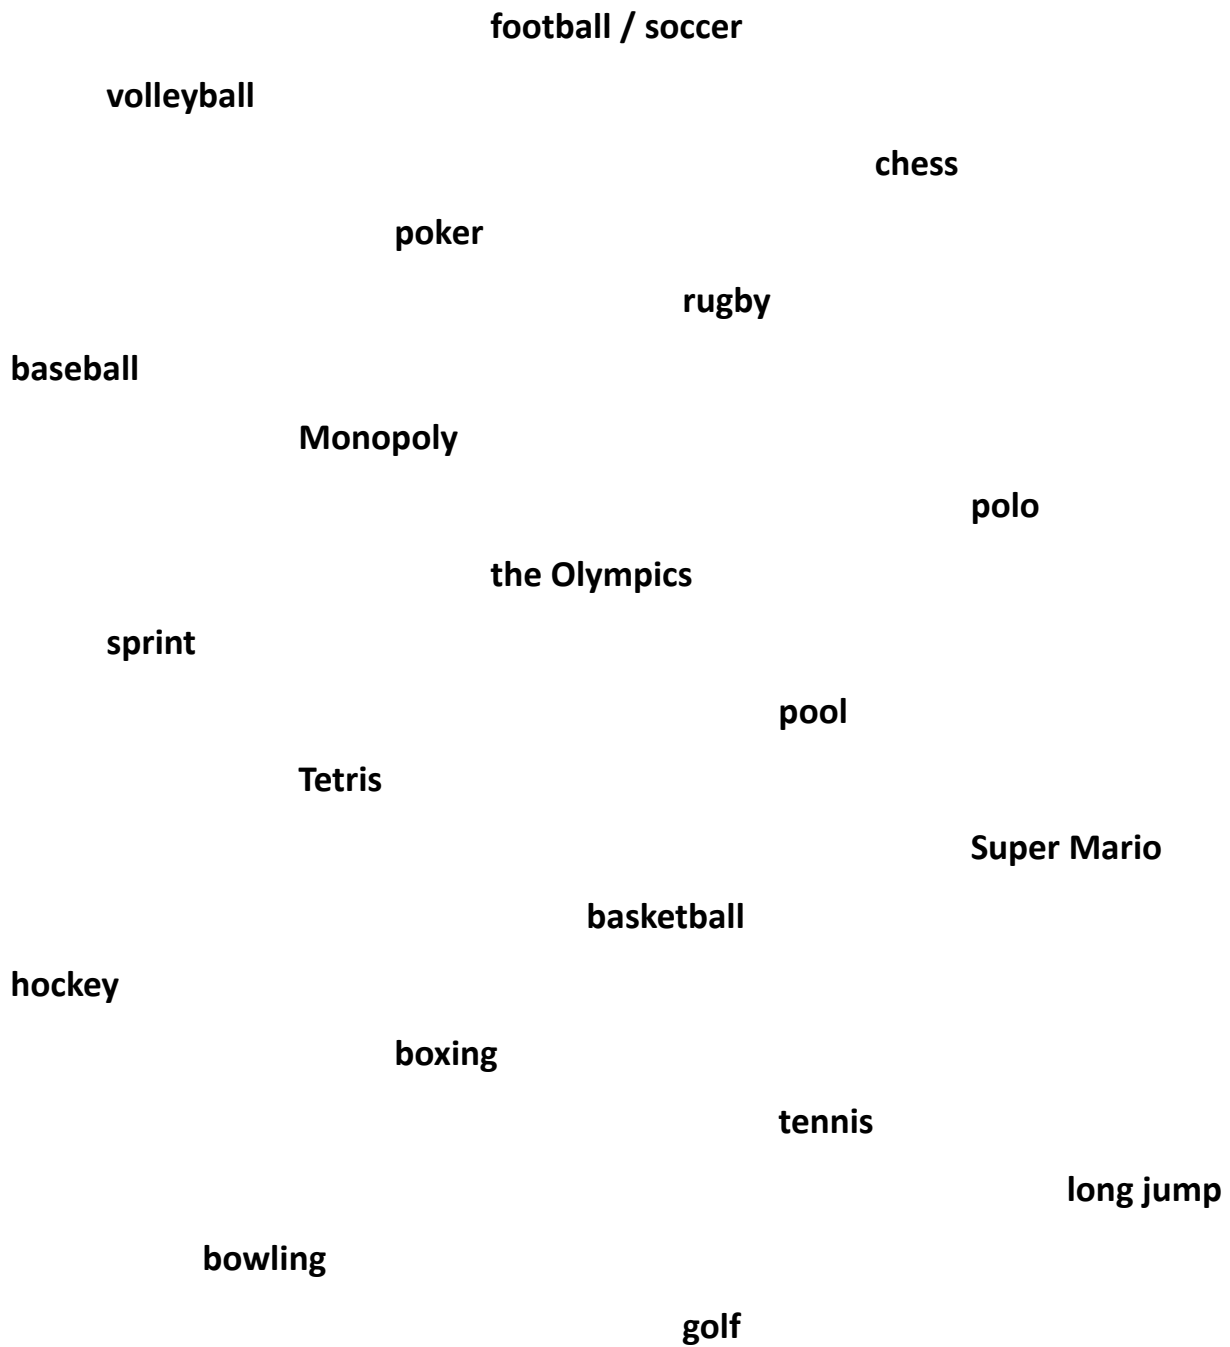 football / soccer
volleyball
chess
poker
rugby
baseball
Monopoly
polo
the Olympics
sprint
pool
Tetris
Super Mario
basketball
hockey
boxing
tennis
long jump
bowling
golf